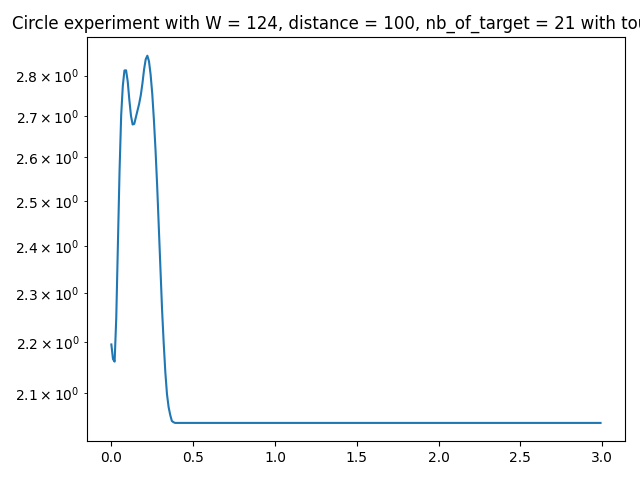 Circle experiment with W = 124, distance = 100, nb_of_target = 21 with
2.8 × 10⁰
2.7 × 10⁰
2.6 × 10⁰
2.5 × 10⁰
2.4 × 10⁰
2.3 × 10⁰
2.2 × 10⁰
2.1 × 10⁰
0.0 0.5 1.0 1.5 2.0 2.5 3.0